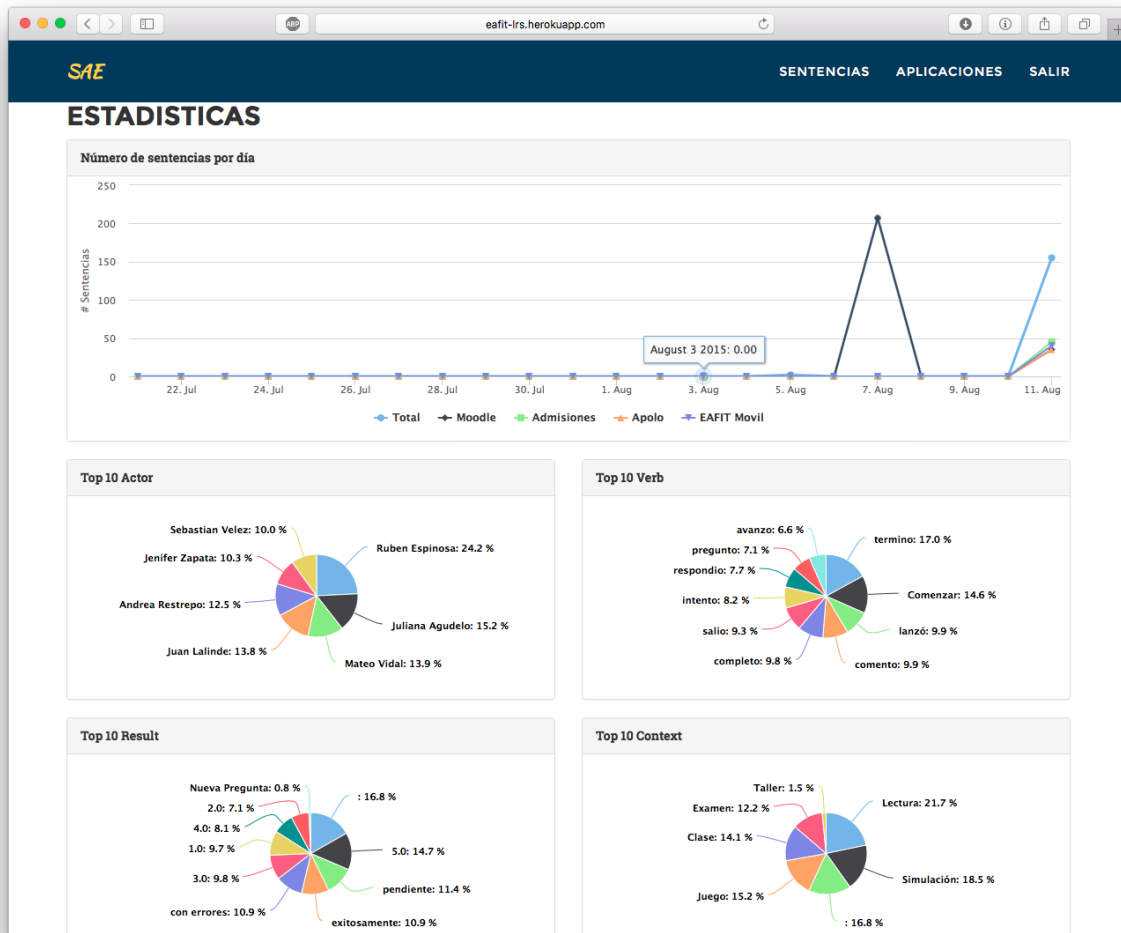 ABP
eafit-lrs.herokuapp.com
SAE
SENTENCIAS APLICACIONES SALIR
ESTADISTICAS
Número de sentencias por día
# Sentencias
250
200
150
100
50
0
August 3 2015: 0.00
22. Jul 24. Jul 26. Jul 28. Jul 30. Jul 1. Aug 3. Aug 5. Aug 7. Aug 9. Aug 11. Aug
Total Moodle Admisiones Apolo EAFIT Movil
Top 10 Actor
Sebastian Velez: 10.0 %
Ruben Espinosa: 24.2 %
Jenifer Zapata: 10.3 %
Andrea Restrepo: 12.5 %
Juliana Agudelo: 15.2 %
Juan Lalinde: 13.8 %
Mateo Vidal: 13.9 %
Top 10 Verb
avanzo: 6.6 %
termino: 17.0 %
pregunto: 7.1 %
respondio: 7.7 %
Comenzar: 14.6 %
intento: 8.2 %
salio: 9.3 %
lanzó: 9.9 %
completo: 9.8 %
comento: 9.9 %
Top 10 Result
Nueva Pregunta: 0.8 %
: 16.8 %
2.0: 7.1 %
4.0: 8.1 %
1.0: 9.7 %
5.0: 14.7 %
3.0: 9.8 %
pendiente: 11.4 %
con errores: 10.9 %
exitosamente: 10.9 %
Top 10 Context
Taller: 1.5 %
Lectura: 21.7 %
Examen: 12.2 %
Clase: 14.1 %
Simulación: 18.5 %
Juego: 15.2 %
: 16.8 %